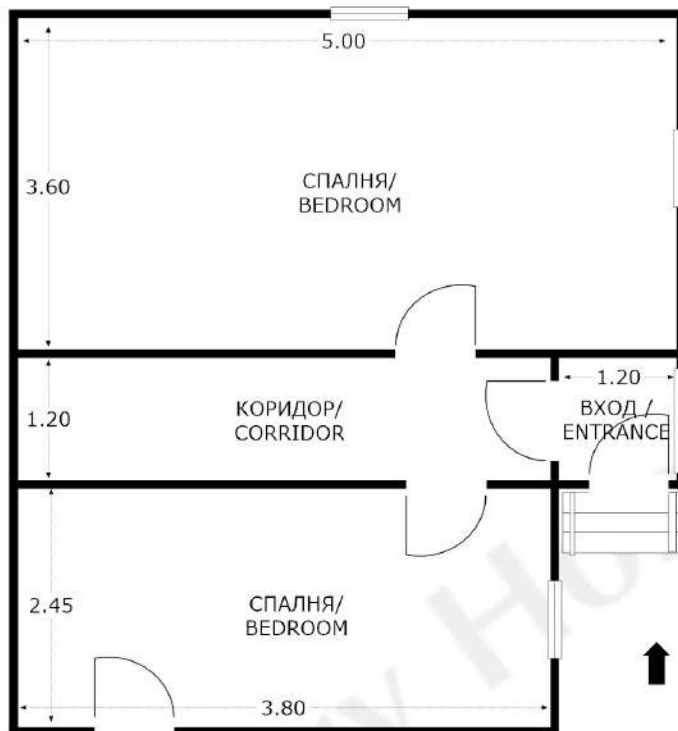 5.00
3.60
СПАЛНЯ/
BEDROOM
1.20
КОРИДОР/
CORRIDOR
1.20
ВХОД /
ENTRANCE
2.45
СПАЛНЯ/
BEDROOM
3.80